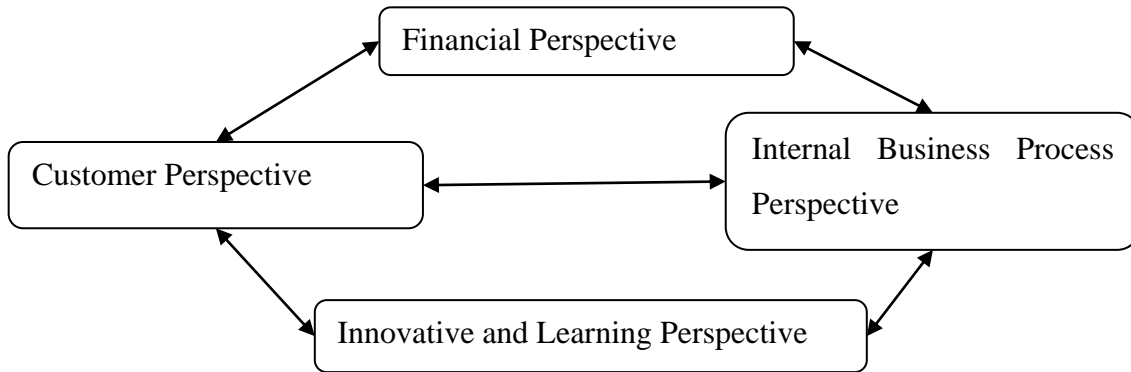 Financial Perspective
Customer Perspective
Internal Business Process
Perspective
Innovative and Learning Perspective